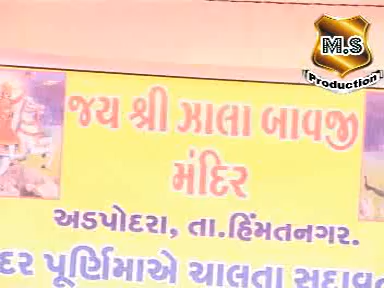 M.S
Production
જય શ્રી ઝાલા બાવજી
મંદિર
અડપોદરા, તા.હિંમતનગર.
પૂર્ણિમાએ ચાલતા